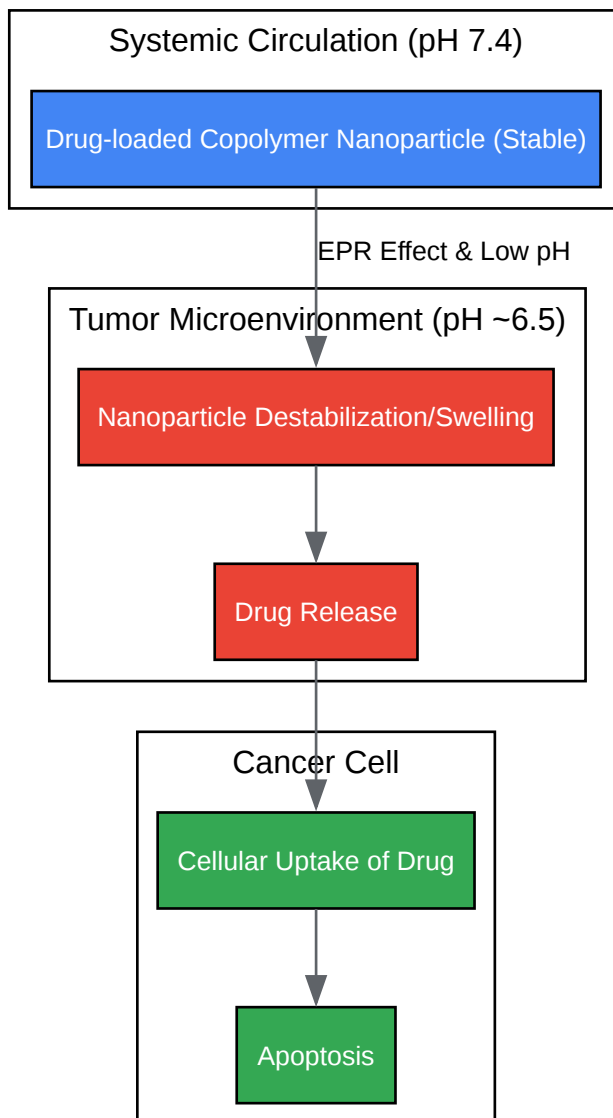 Systemic Circulation (pH 7.4)
Drug-loaded Copolymer Nanoparticle (Stable)
EPR Effect & Low pH
Tumor Microenvironment (pH ~6.5)
Nanoparticle Destabilization/Swelling
Drug Release
Cancer Cell
Cellular Uptake of Drug
Apoptosis